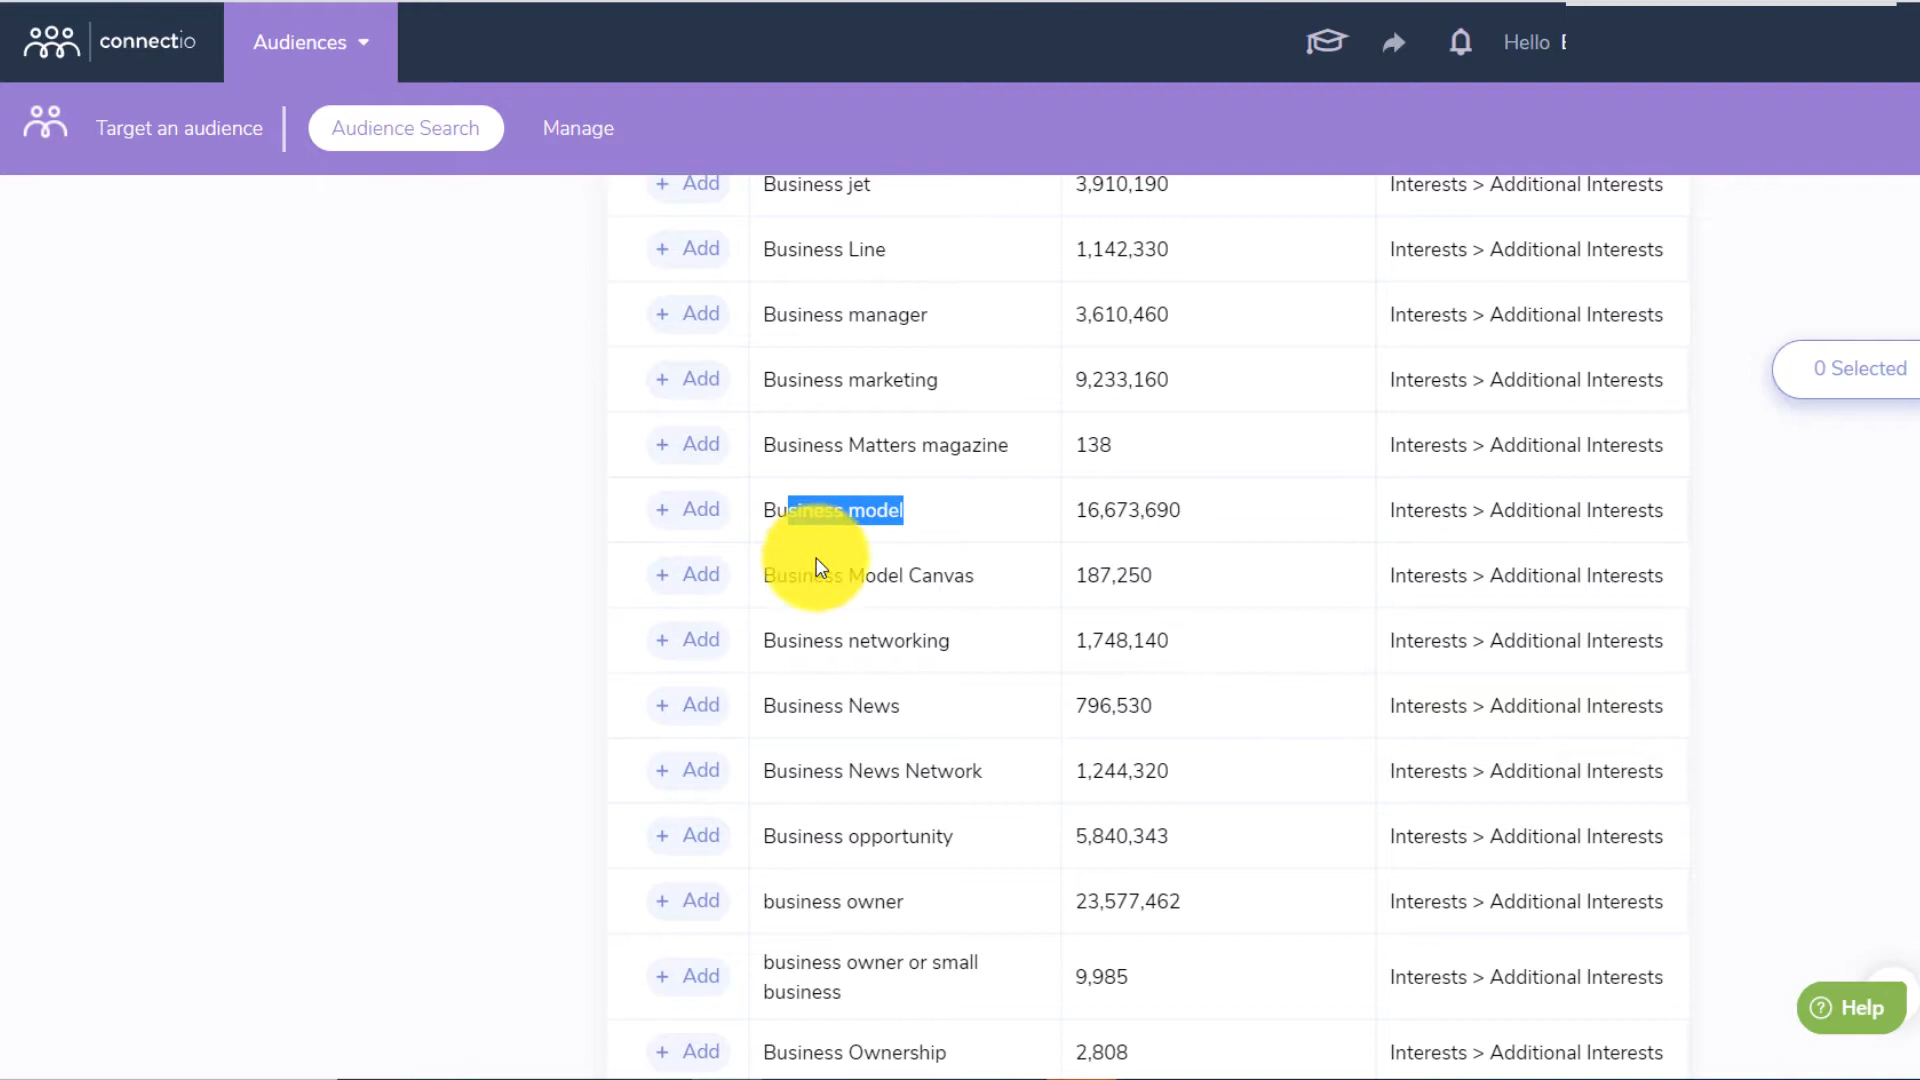 connectio Audiences Hello
Target an audience Audience Search Manage
+ Add Business jet 3,910,190 Interests > Additional Interests
+ Add Business Line 1,142,330 Interests > Additional Interests
+ Add Business manager 3,610,460 Interests > Additional Interests
0 Selected
+ Add Business marketing 9,233,160 Interests > Additional Interests
+ Add Business Matters magazine 138 Interests > Additional Interests
+ Add Business model 16,673,690 Interests > Additional Interests
+ Add Business Model Canvas 187,250 Interests > Additional Interests
+ Add Business networking 1,748,140 Interests > Additional Interests
+ Add Business News 796,530 Interests > Additional Interests
+ Add Business News Network 1,244,320 Interests > Additional Interests
+ Add Business opportunity 5,840,343 Interests > Additional Interests
+ Add business owner 23,577,462 Interests > Additional Interests
+ Add business owner or small
business 9,985 Interests > Additional Interests
? Help
+ Add Business Ownership 2,808 Interests > Additional Interests